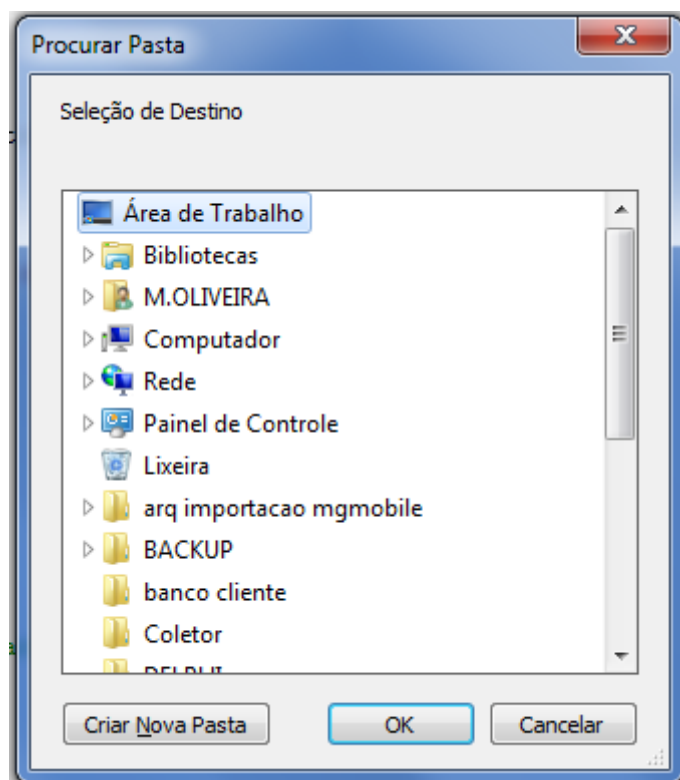 Procurar Pasta
Seleção de Destino
Área de Trabalho
Bibliotecas
M.OLIVEIRA
Computador
Rede
Painel de Controle
Lixeira
arq importacao mgmobile
BACKUP
banco cliente
Coletor
Criar Nova Pasta
OK
Cancelar